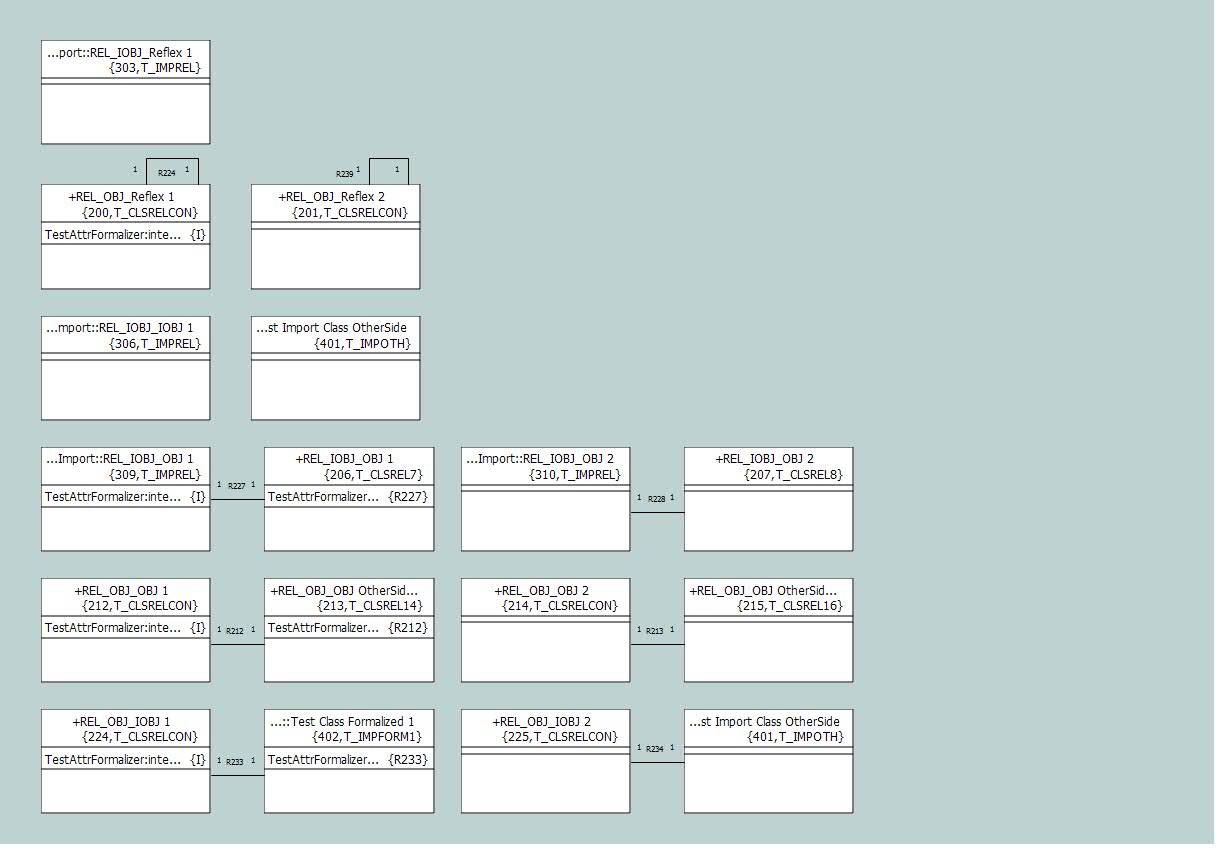 ...port::REL_IOBJ_Reflex 1
{303,T_IMPREL}
1 R224 1
R239 1 1
+REL_OBJ_Reflex 1
{200,T_CLSRELCON}
TestAttrFormalizer:inte... {I}
+REL_OBJ_Reflex 2
{201,T_CLSRELCON}
...mport::REL_IOBJ_IOBJ 1
{306,T_IMPREL}
...st Import Class OtherSide
{401,T_IMPOTH}
...Import::REL_IOBJ_OBJ 1
{309,T_IMPREL}
TestAttrFormalizer:inte... {I}
1 R227 1
+REL_IOBJ_OBJ 1
{206,T_CLSREL7}
TestAttrFormalizer... {R227}
...Import::REL_IOBJ_OBJ 2
{310,T_IMPREL}
1 R228 1
+REL_IOBJ_OBJ 2
{207,T_CLSREL8}
+REL_OBJ_OBJ 1
{212,T_CLSRELCON}
TestAttrFormalizer:inte... {I}
1 R212 1
+REL_OBJ_OBJ OtherSid...
{213,T_CLSREL14}
TestAttrFormalizer... {R212}
+REL_OBJ_OBJ 2
{214,T_CLSRELCON}
1 R213 1
+REL_OBJ_OBJ OtherSid...
{215,T_CLSREL16}
+REL_OBJ_IOBJ 1
{224,T_CLSRELCON}
TestAttrFormalizer:inte... {I}
1 R233 1
...::Test Class Formalized 1
{402,T_IMPFORM1}
TestAttrFormalizer... {R233}
+REL_OBJ_IOBJ 2
{225,T_CLSRELCON}
1 R234 1
...st Import Class OtherSide
{401,T_IMPOTH}